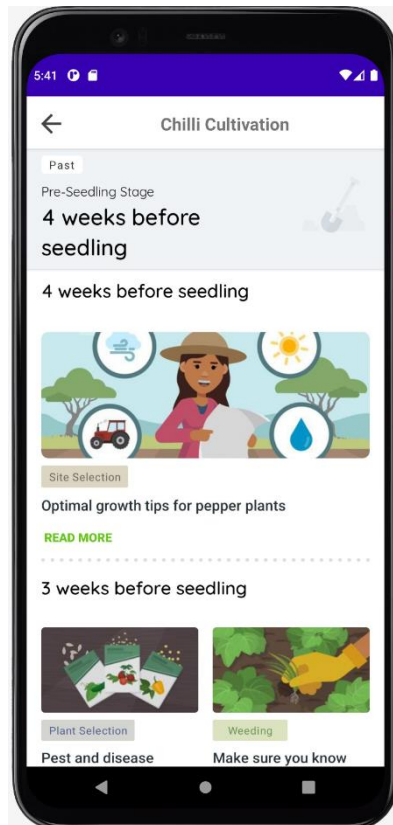 5:41
Chilli Cultivation
Past
Pre-Seedling Stage
4 weeks before
seedling
4 weeks before seedling
Site Selection
Optimal growth tips for pepper plants
READ MORE
3 weeks before seedling
Plant Selection
Weeding
Pest and disease
Make sure you know